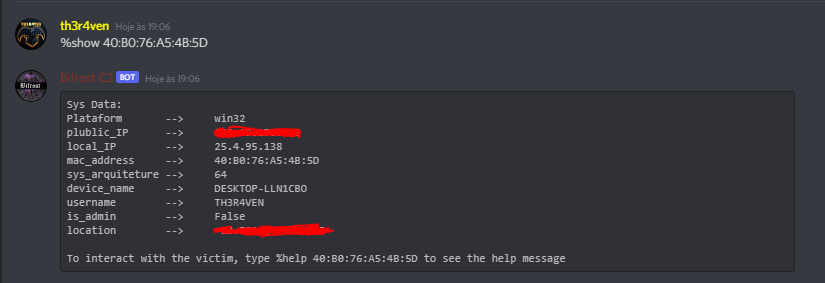 th3r4ven Hoje às 19:06
%show 40:B0:76:A5:4B:5D
Bifrost
Bifrost C2 BOT Hoje às 19:06
Sys Data:
Plataform --> win32
plublic_IP -->
local_IP --> 25.4.95.138
mac_address --> 40:B0:76:A5:4B:5D
sys_arquiteture --> 64
device_name --> DESKTOP-LLN1CBO
username --> TH3R4VEN
is_admin --> False
location -->
To interact with the victim, type %help 40:B0:76:A5:4B:5D to see the help message